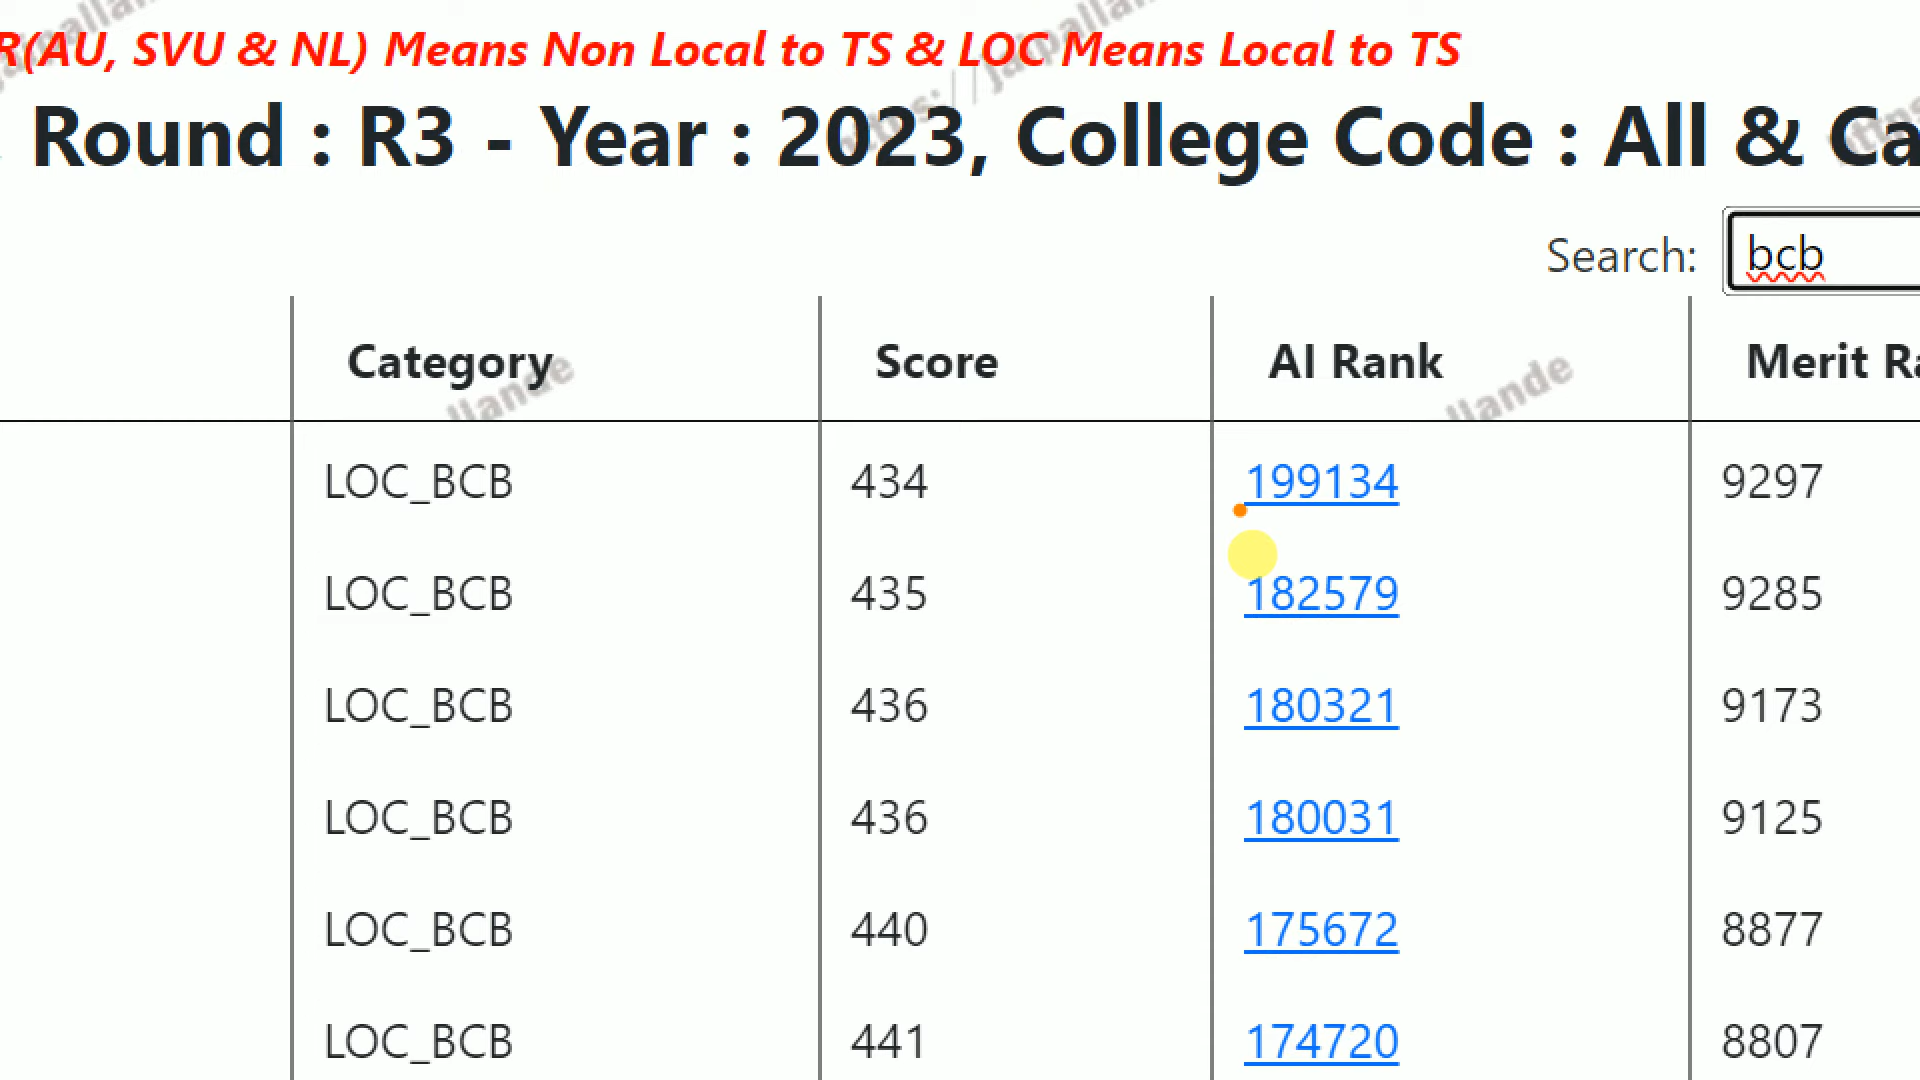 R(AU, SVU & NL) Means Non Local to TS & LOC Means Local to TS
Round : R3 - Year : 2023, College Code : All & Ca
Search: bcb
Category Score AI Rank Merit Ra
LOC_BCB 434 199134 9297
LOC_BCB 435 182579 9285
LOC_BCB 436 180321 9173
LOC_BCB 436 180031 9125
LOC_BCB 440 175672 8877
LOC_BCB 441 174720 8807